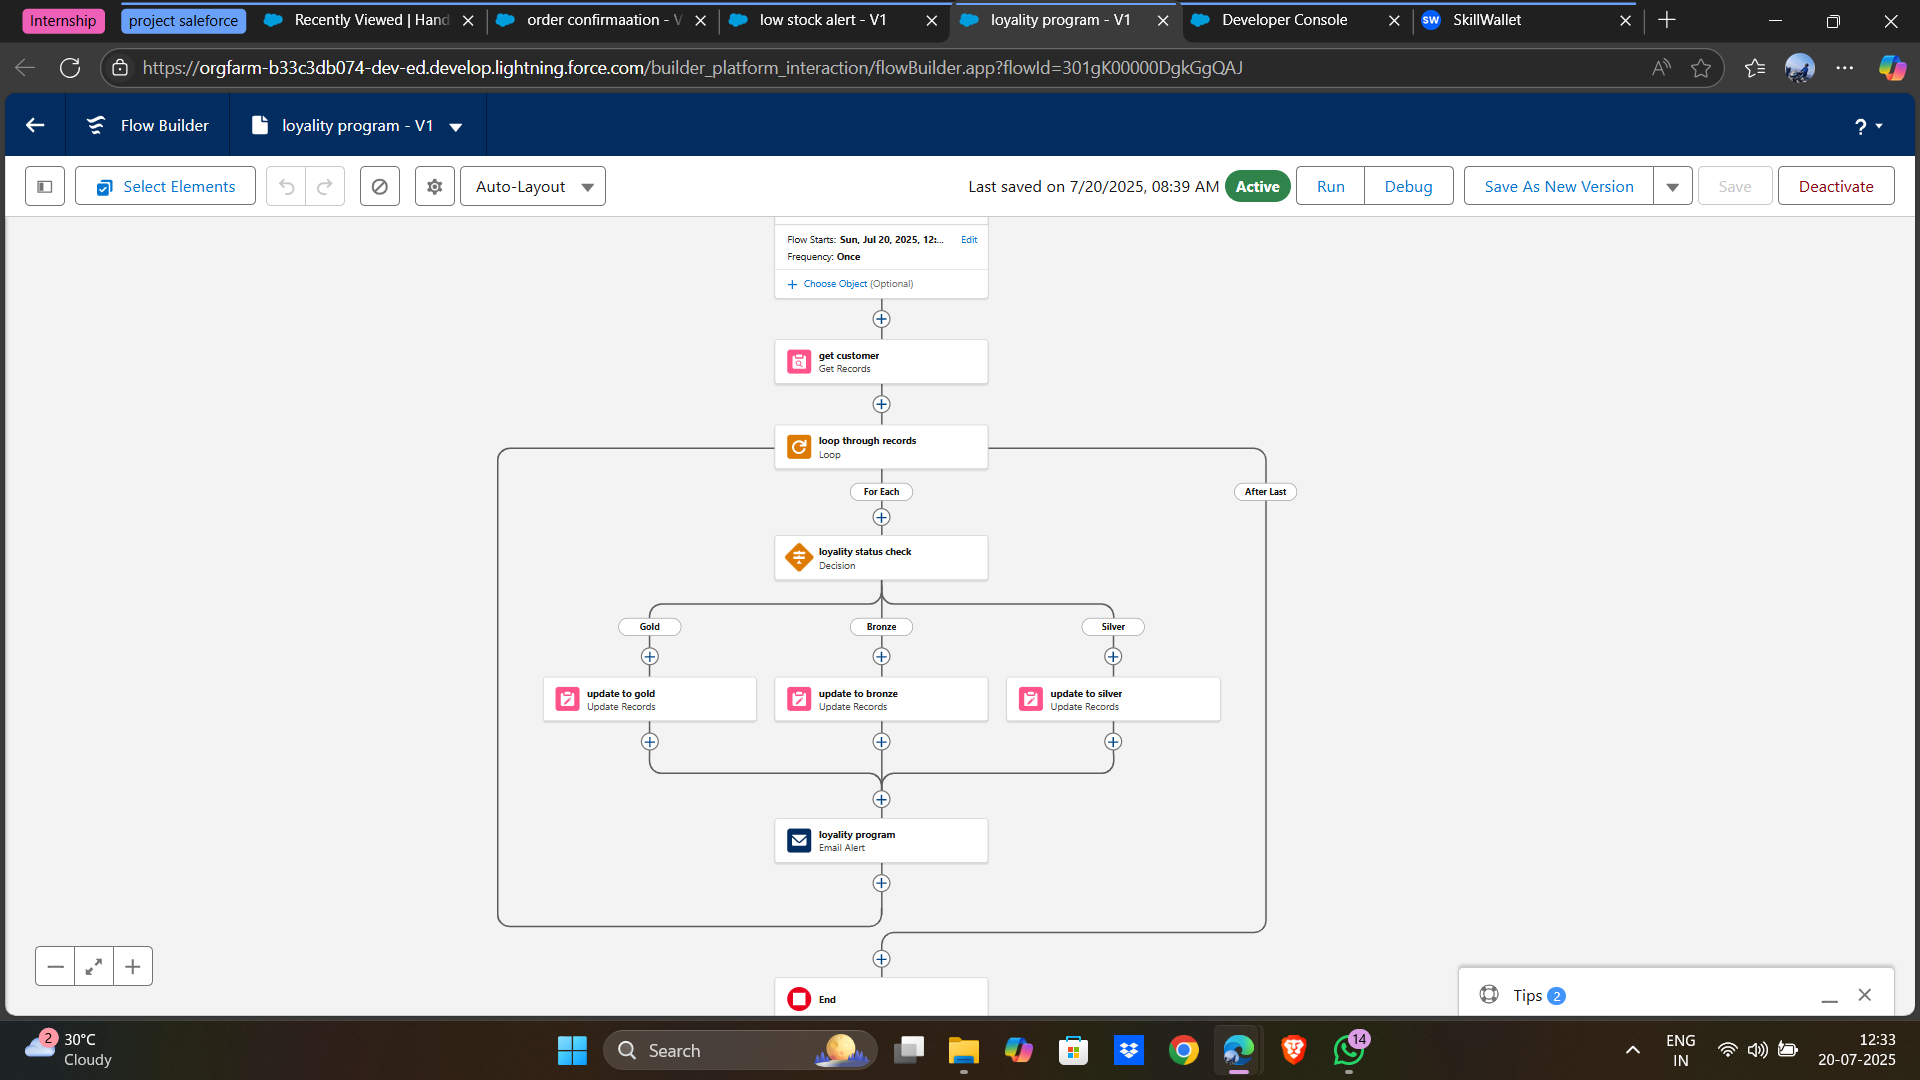 Internship
project saleforce
Recently Viewed | Hand
order confirmaation - V
low stock alert - V1
loyality program - V1
Developer Console
SW
SkillWallet
https://orgfarm-b33c3db074-dev-ed.develop.lightning.force.com/builder_platform_interaction/flowBuilder.app?flowId=301gK00000DgkGgQAJ
Flow Builder
loyality program - V1
?
Select Elements
Auto-Layout
Last saved on 7/20/2025, 08:39 AM
Active
Run
Debug
Save As New Version
Save
Deactivate
Flow Starts: Sun, Jul 20, 2025, 12:...
Edit
Frequency: Once
Choose Object (Optional)
get customer
Get Records
loop through records
Loop
For Each
After Last
loyality status check
Decision
Gold
Bronze
Silver
update to gold
Update Records
update to bronze
Update Records
update to silver
Update Records
loyality program
Email Alert
End
Tips 2
2
30°C
Cloudy
Search
14
ENG
IN
12:33
20-07-2025